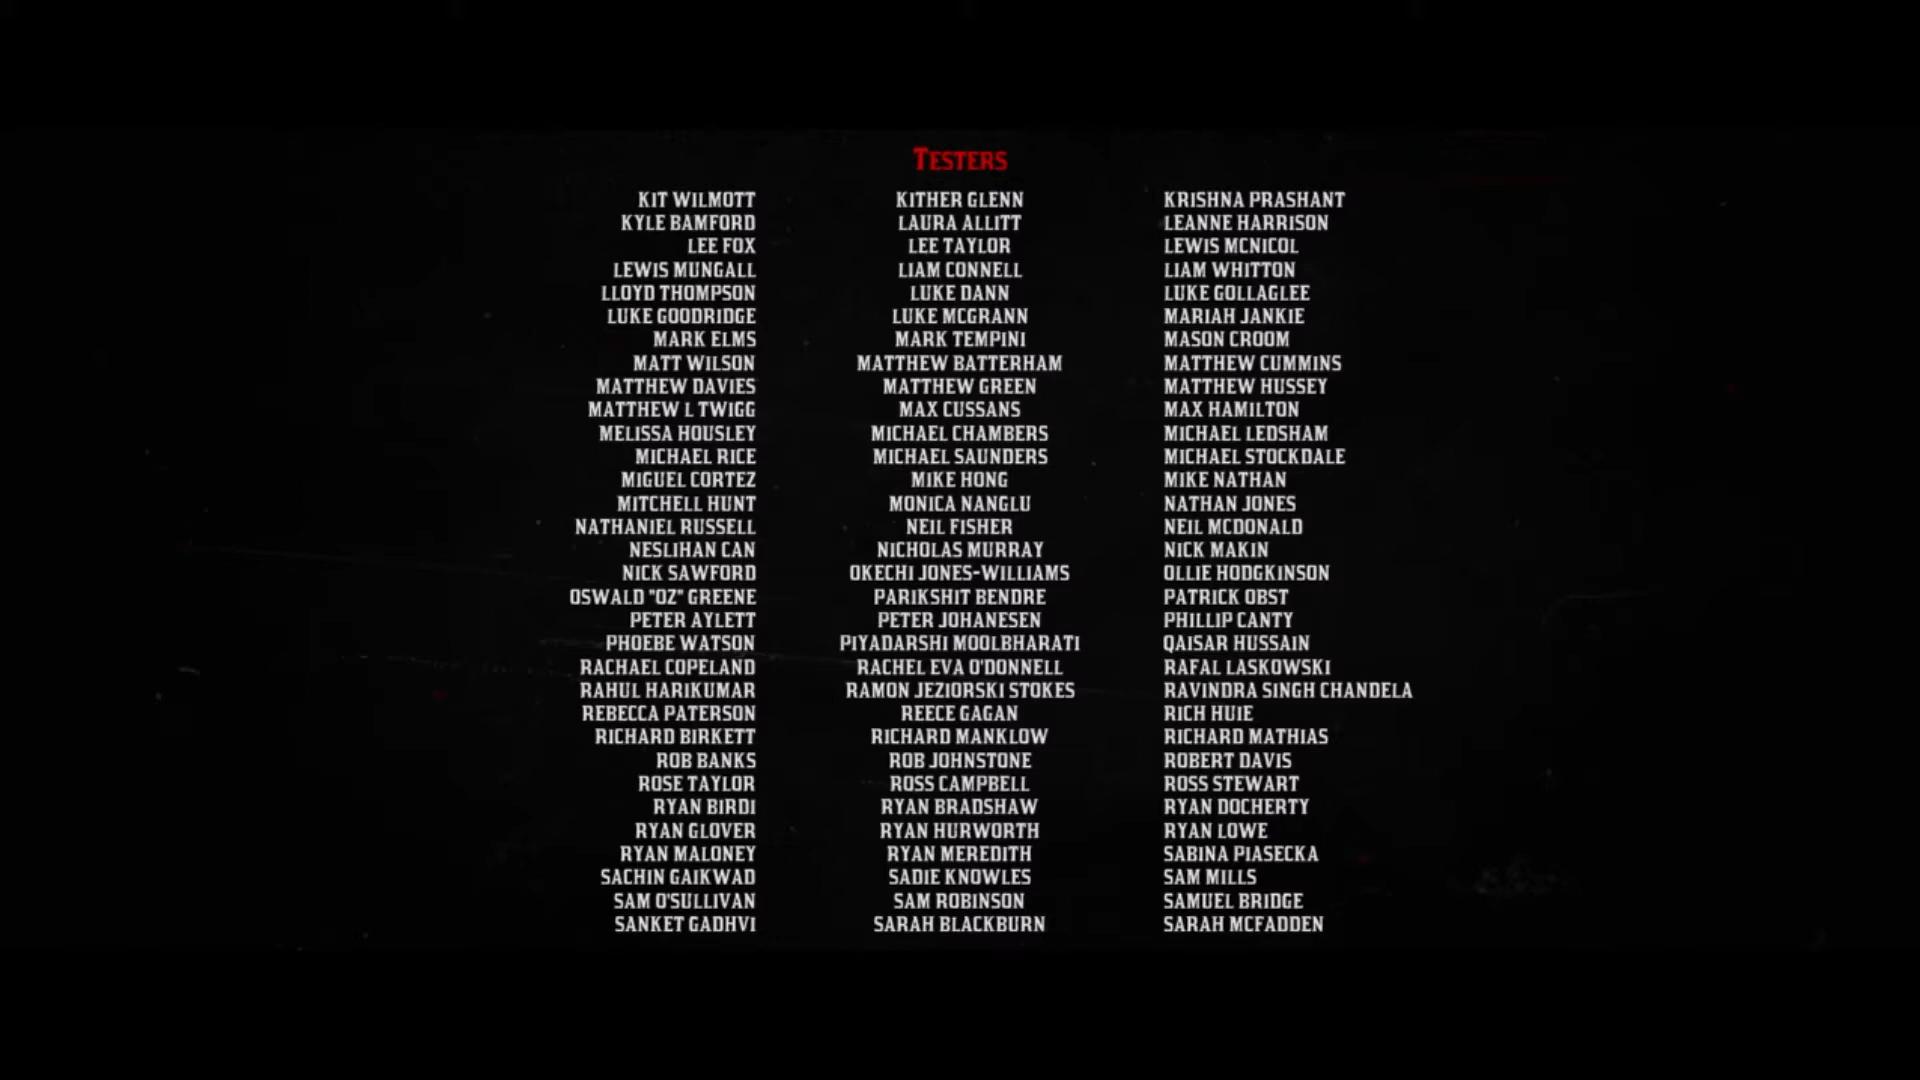 TESTERS
KIT WILMOTT KITHER GLENN KRISHNA PRASHANT
KYLE BAMFORD LAURA ALLITT LEANNE HARRISON
LEE FOX LEE TAYLOR LEWIS MCNICOL
LEWIS MUNGALL LIAM CONNELL LIAM WHITTON
LLOYD THOMPSON LUKE DANN LUKE GOLLAGLEE
LUKE GOODRIDGE LUKE MCGRANN MARIAH JANKIE
MARK ELMS MARK TEMPINI MASON CROOM
MATT WILSON MATTHEW BATTERHAM MATTHEW CUMMINS
MATTHEW DAVIES MATTHEW GREEN MATTHEW HUSSEY
MATTHEW L TWIGG MAX CUSSANS MAX HAMILTON
MELISSA HOUSLEY MICHAEL CHAMBERS MICHAEL LEDSHAM
MICHAEL RICE MICHAEL SAUNDERS MICHAEL STOCKDALE
MIGUEL CORTEZ MIKE HONG MIKE NATHAN
MITCHELL HUNT MONICA NANGLU NATHAN JONES
NATHANIEL RUSSELL NEIL FISHER NEIL MCDONALD
NESLIHAN CAN NICHOLAS MURRAY NICK MAKIN
NICK SAWFORD OKECHI JONES-WILLIAMS OLLIE HODGKINSON
OSWALD "OZ" GREENE PARIKSHIT BENDRE PATRICK OBST
PETER AYLETT PETER JOHANESEN PHILLIP CANTY
PHOEBE WATSON PIYADARSHI MOOLBHARATI QAISAR HUSSAIN
RACHAEL COPELAND RACHEL EVA O'DONNELL RAFAL LASKOWSKI
RAHUL HARIKUMAR RAMON JEZIORSKI STOKES RAVINDRA SINGH CHANDELA
REBECCA PATERSON REECE GAGAN RICH HUIE
RICHARD BIRKETT RICHARD MANKLOW RICHARD MATHIAS
ROB BANKS ROB JOHNSTONE ROBERT DAVIS
ROSE TAYLOR ROSS CAMPBELL ROSS STEWART
RYAN BIRDI RYAN BRADSHAW RYAN DOCHERTY
RYAN GLOVER RYAN HURWORTH RYAN LOWE
RYAN MALONEY RYAN MEREDITH SABINA PIASECKA
SACHIN GAIKWAD SADIE KNOWLES SAM MILLS
SAM O'SULLIVAN SAM ROBINSON SAMUEL BRIDGE
SANKET GADHVI SARAH BLACKBURN SARAH MCFADDEN